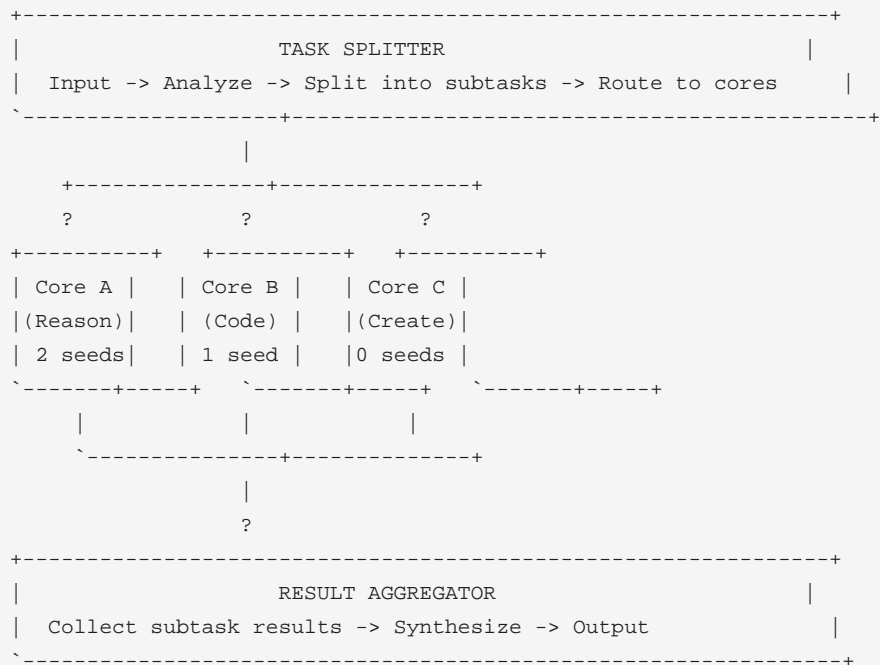 +---------------------------------------------------------------+
|                    TASK SPLITTER                            |
|  Input -> Analyze -> Split into subtasks -> Route to cores     |
`--------------------+---------------------------------------------+
                  |
    +---------------+---------------+
    ?             ?             ?
+----------+   +----------+   +----------+
| Core A |   | Core B |   | Core C |
|(Reason)|   | (Code) |   |(Create)|
| 2 seeds|   | 1 seed |   |0 seeds |
`-------+-----+   `-------+-----+   `-------+-----+
     |            |            |
     `---------------+--------------+
                  |
                  ?
+---------------------------------------------------------------+
|                    RESULT AGGREGATOR                        |
|  Collect subtask results -> Synthesize -> Output              |
`----------------------------------------------------------------+